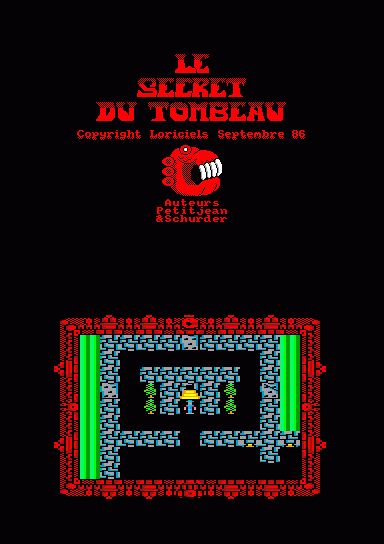 LE
SECRET
DU TOMBEAU
Copyright Loriciels Septembre 86
Auteurs
Petitjean
&Schurder